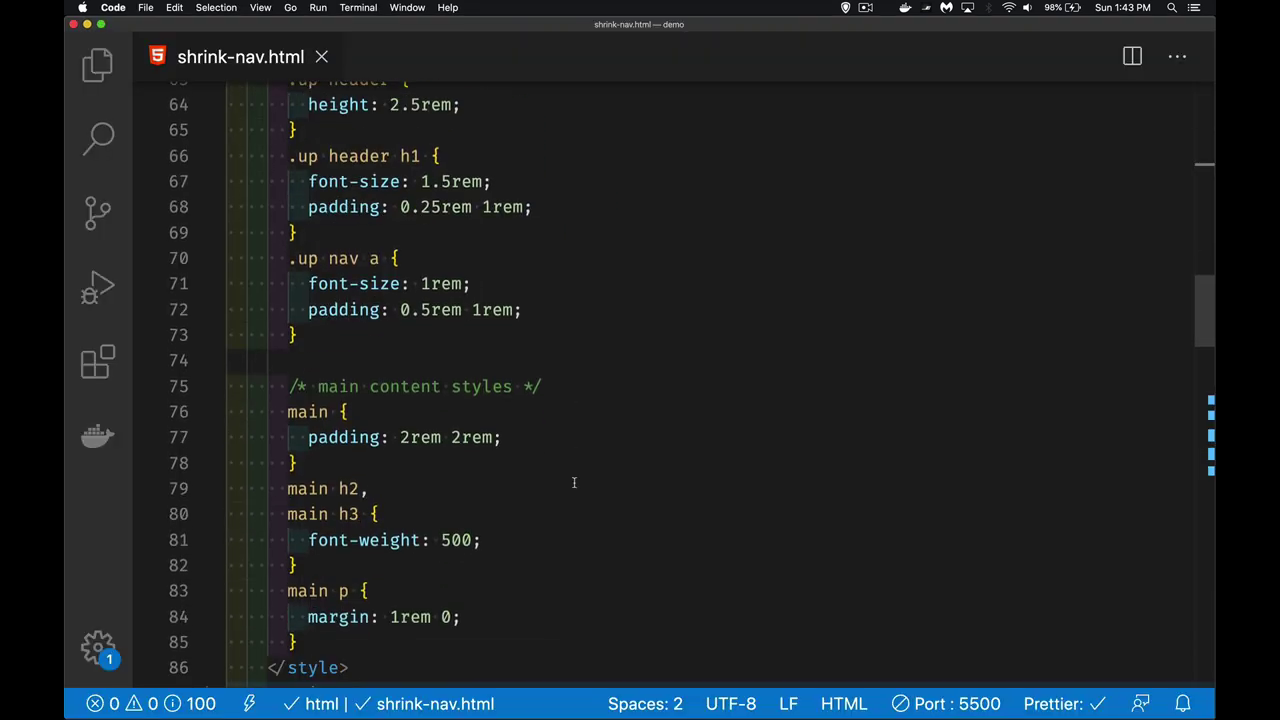 Code File Edit Selection View Go Run Terminal Window Help 98% Sun 1:43 PM
shrink-nav.html — demo
shrink-nav.html
63 .up header {
64 height: 2.5rem;
65 }
66 .up header h1 {
67 font-size: 1.5rem;
68 padding: 0.25rem 1rem;
69 }
70 .up nav a {
71 font-size: 1rem;
72 padding: 0.5rem 1rem;
73 }
74
75 /* main content styles */
76 main {
77 padding: 2rem 2rem;
78 }
79 main h2,
80 main h3 {
81 font-weight: 500;
82 }
83 main p {
84 margin: 1rem 0;
85 }
86 </style>
1
0 0 100 html | shrink-nav.html Spaces: 2 UTF-8 LF HTML Port : 5500 Prettier: